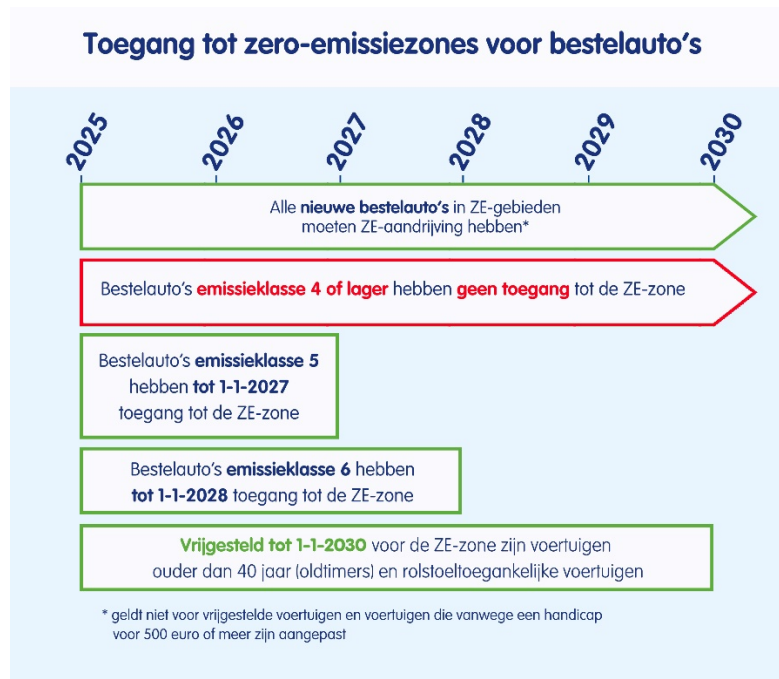 Toegang tot zero-emissiezones voor bestelauto's
2025
2026
2027
2028
2029
2030
Alle nieuwe bestelauto's in ZE-gebieden
moeten ZE-aandrijving hebben*
Bestelauto's emissieklasse 4 of lager hebben geen toegang tot de ZE-zone
Bestelauto's emissieklasse 5
hebben tot 1-1-2027
toegang tot de ZE-zone
Bestelauto's emissieklasse 6 hebben
tot 1-1-2028 toegang tot de ZE-zone
Vrijgesteld tot 1-1-2030 voor de ZE-zone zijn voertuigen
ouder dan 40 jaar (oldtimers) en rolstoeltoegankelijke voertuigen
* geldt niet voor vrijgestelde voertuigen en voertuigen die vanwege een handicap
voor 500 euro of meer zijn aangepast